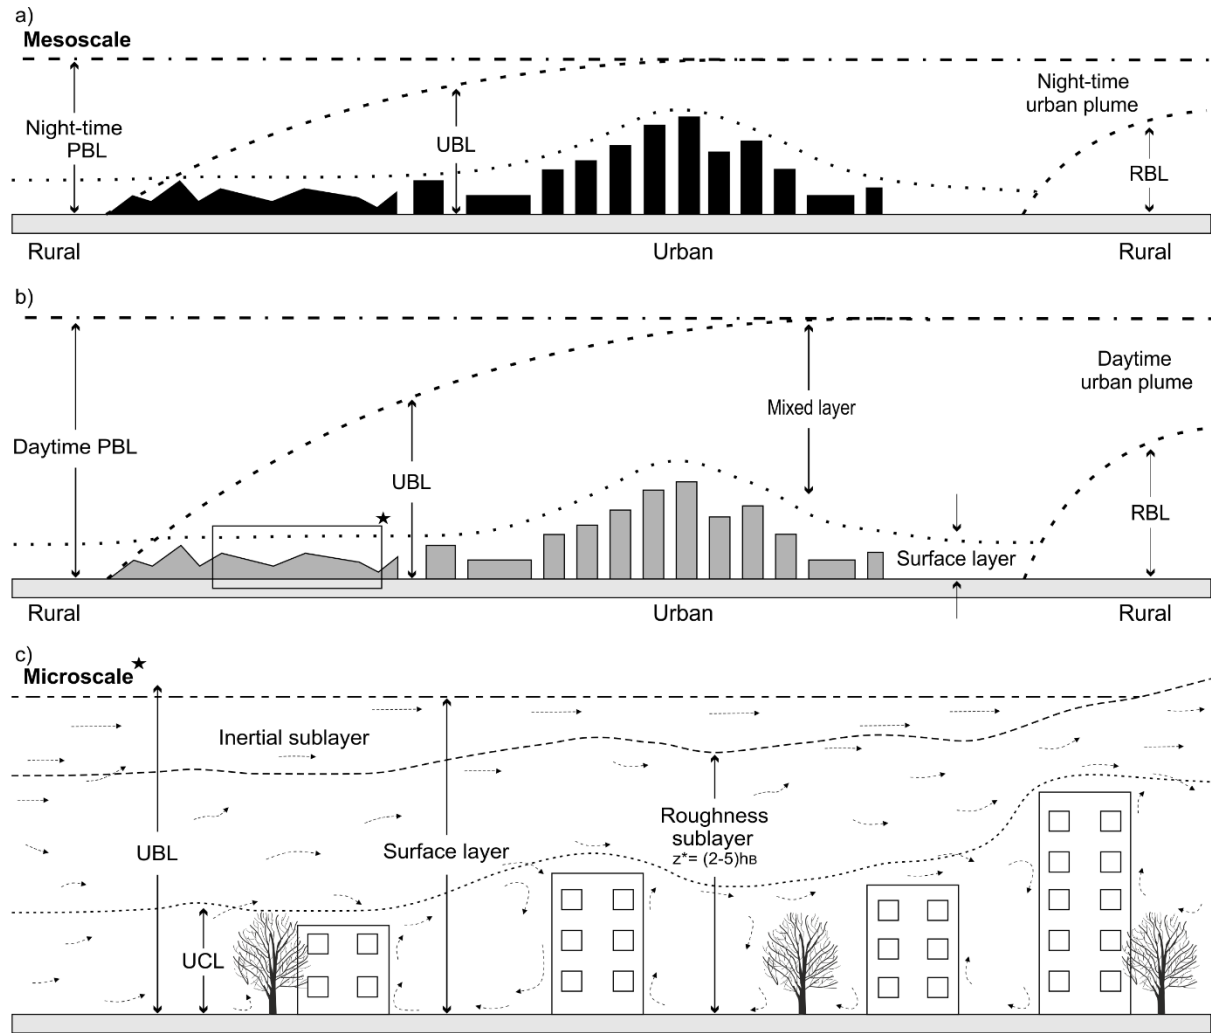 a)
Mesoscale
Night-time
PBL
UBL
Night-time
urban plume
RBL
Rural
Urban
Rural
b)
Daytime PBL
UBL
Mixed layer
Daytime
urban plume
RBL
Surface layer
Rural
Urban
Rural
c)
Microscale★
Inertial sublayer
UBL
Surface layer
Roughness
sublayer
z*= (2-5)hB
UCL